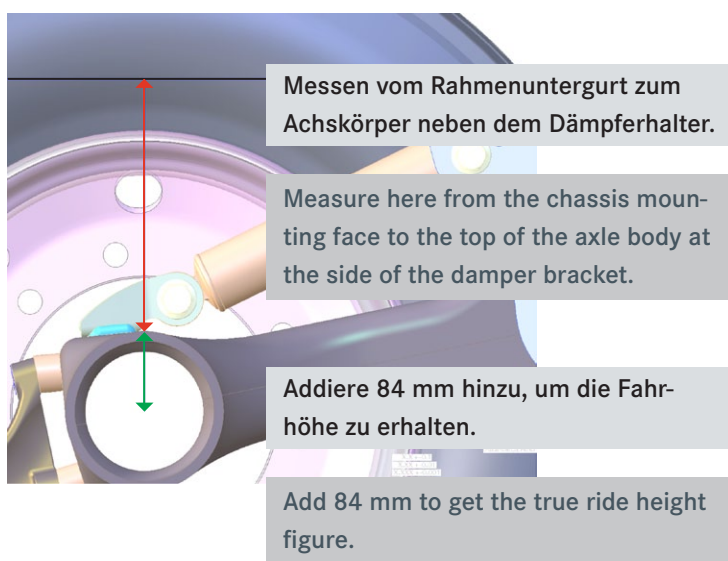 Messen vom Rahmenuntergurt zum
Achskörper neben dem Dämpferhalter.
Measure here from the chassis moun-
ting face to the top of the axle body at
the side of the damper bracket.
Addiere 84 mm hinzu, um die Fahr-
höhe zu erhalten.
Add 84 mm to get the true ride height
figure.